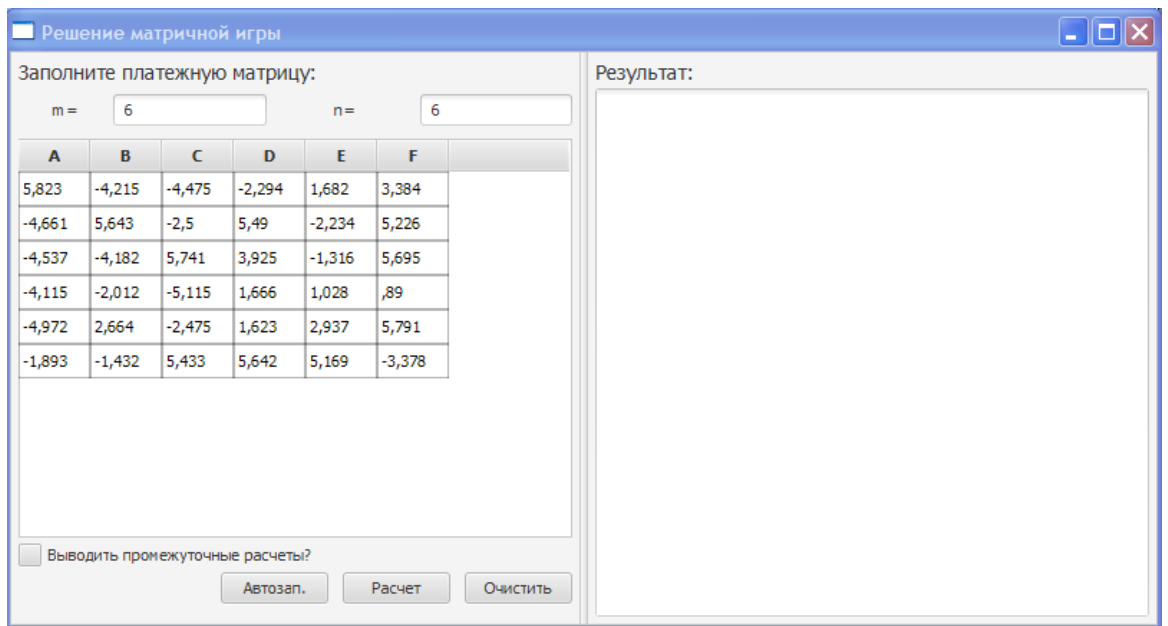 Решение матричной игры
Заполните платежную матрицу:
m = 6 n = 6
A B C D E F
5,823 -4,215 -4,475 -2,294 1,682 3,384
-4,661 5,643 -2,5 5,49 -2,234 5,226
-4,537 -4,182 5,741 3,925 -1,316 5,695
-4,115 -2,012 -5,115 1,666 1,028 ,89
-4,972 2,664 -2,475 1,623 2,937 5,791
-1,893 -1,432 5,433 5,642 5,169 -3,378
Выводить промежуточные расчеты?
Автозап. Расчет Очистить
Результат: